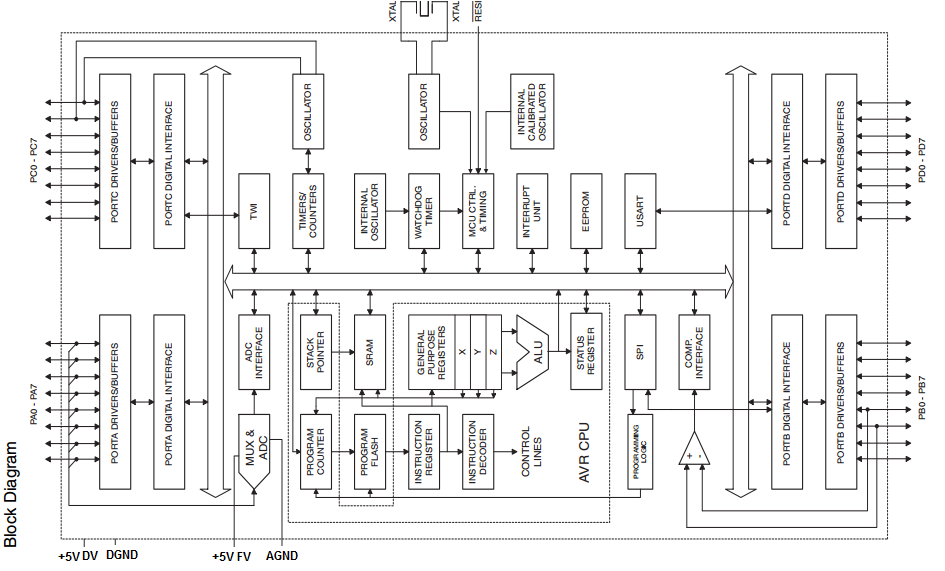 XTAL
XTAL
RESI
PC0 - PC7
PORTC DRIVERS/BUFFERS
PORTC DIGITAL INTERFACE
OSCILLATOR
OSCILLATOR
INTERNAL
CALIBRATED
OSCILLATOR
PORTD DIGITAL INTERFACE
PORTD DRIVERS/BUFFERS
PD0 - PD7
TWI
TIMERS/
COUNTERS
INTERNAL
OSCILLATOR
WATCHDOG
TIMER
MCU CTRL.
& TIMING
INTERRUPT
UNIT
EEPROM
USART
PA0 - PA7
PORTA DRIVERS/BUFFERS
PORTA DIGITAL INTERFACE
ADC
INTERFACE
STACK
POINTER
SRAM
GENERAL
PURPOSE
REGISTERS
X
Y
Z
ALU
STATUS
REGISTER
SPI
COMP.
INTERFACE
PORTB DIGITAL INTERFACE
PORTB DRIVERS/BUFFERS
PB0 - PB7
MUX &
ADC
PROGRAM
COUNTER
PROGRAM
FLASH
INSTRUCTION
REGISTER
INSTRUCTION
DECODER
CONTROL
LINES
AVR CPU
PROGRAMMING
LOGIC
+
-
Block Diagram
+5V DV
DGND
+5V FV
AGND